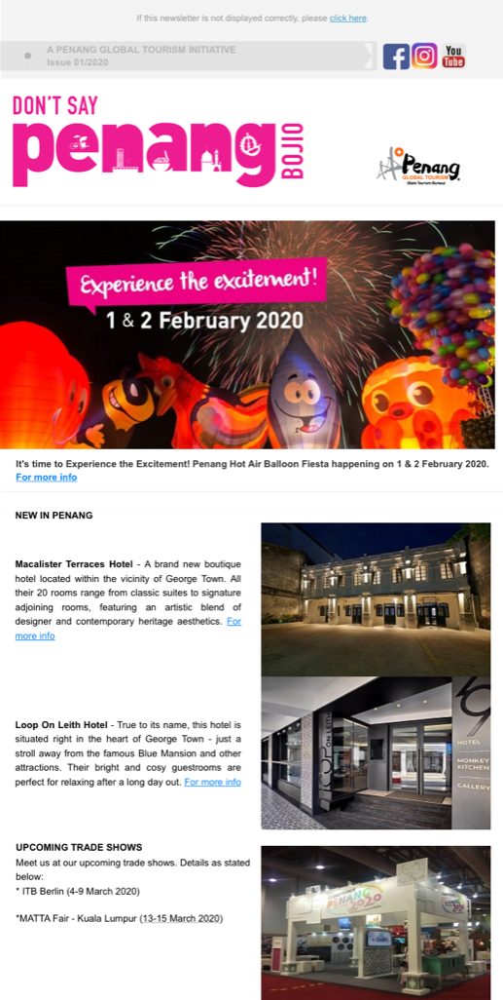 If this newsletter is not displayed correctly, please click here.
A PENANG GLOBAL TOURISM INITIATIVE
Issue 01/2020
You
Tube
DON'T SAY
penang
BOJIO
Penang
GLOBAL TOURISM
(State Tourism Bureau)
Experience the excitement!
1 & 2 February 2020
It's time to Experience the Excitement! Penang Hot Air Balloon Fiesta happening on 1 & 2 February 2020.
For more info
NEW IN PENANG
Macalister Terraces Hotel - A brand new boutique
hotel located within the vicinity of George Town. All
their 20 rooms range from classic suites to signature
adjoining rooms, featuring an artistic blend of
designer and contemporary heritage aesthetics. For
more info
Loop On Leith Hotel - True to its name, this hotel is
situated right in the heart of George Town - just a
stroll away from the famous Blue Mansion and other
attractions. Their bright and cosy guestrooms are
perfect for relaxing after a long day out. For more info
LOOP
ON LEITH
HOTEL
MONKEY
KITCHEN
GALLERY
UPCOMING TRADE SHOWS
Meet us at our upcoming trade shows. Details as stated
below:
* ITB Berlin (4-9 March 2020)
*MATTA Fair - Kuala Lumpur (13-15 March 2020)
PENANG
2020